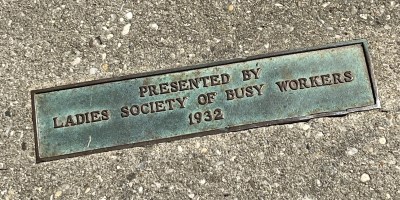 PRESENTED BY
LADIES SOCIETY OF BUSY WORKERS
1932